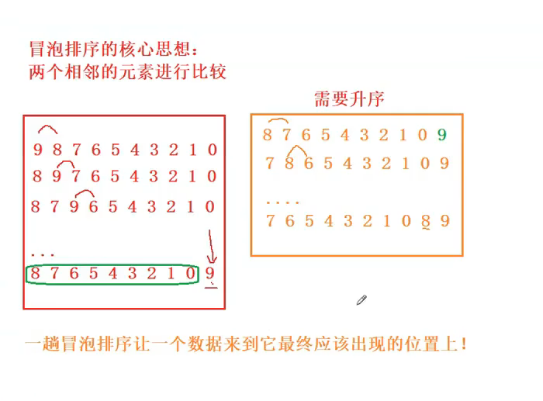 冒泡排序的核心思想：
两个相邻的元素进行比较
9 8 7 6 5 4 3 2 1 0
8 9 7 6 5 4 3 2 1 0
8 7 9 6 5 4 3 2 1 0
...
8 7 6 5 4 3 2 1 0 9
需要升序
8 7 6 5 4 3 2 1 0 9
7 8 6 5 4 3 2 1 0 9
....
7 6 5 4 3 2 1 0 8 9
一趟冒泡排序让一个数据来到它最终应该出现的位置上！